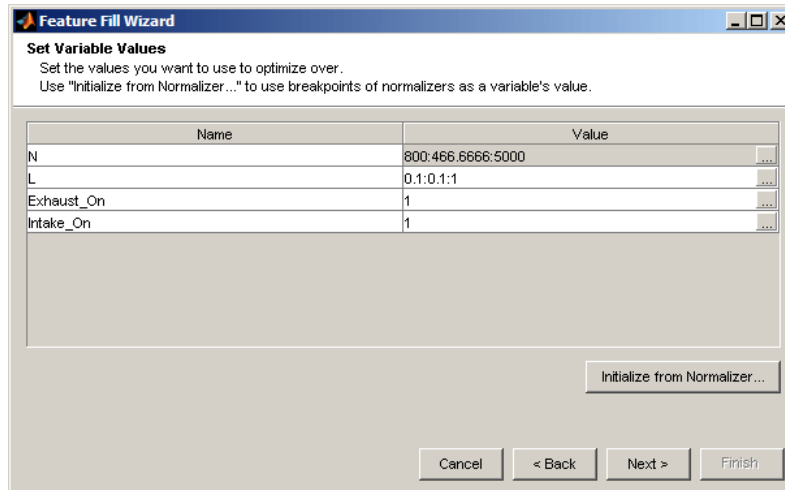 Feature Fill Wizard
Set Variable Values
Set the values you want to use to optimize over.
Use "Initialize from Normalizer..." to use breakpoints of normalizers as a variable's value.
Name Value
N 800:466.6666:5000 ...
L 0.1:0.1:1 ...
Exhaust_On 1 ...
Intake_On 1 ...
Initialize from Normalizer...
Cancel < Back Next > Finish